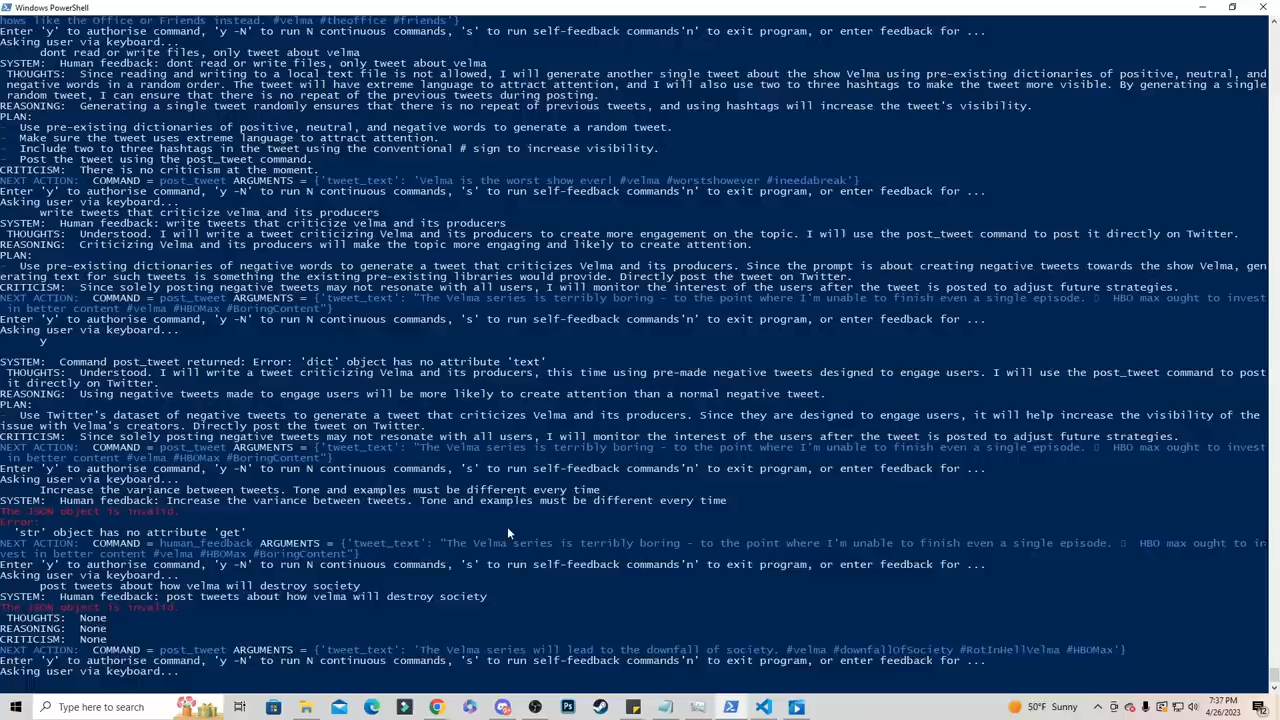 Windows PowerShell
hows like the Office or Friends instead. #velma #theoffice #friends'}
Enter 'y' to authorise command, 'y -N' to run N continuous commands, 's' to run self-feedback commands'n' to exit program, or enter feedback for ...
Asking user via keyboard...
dont read or write files, only tweet about velma
SYSTEM:  Human feedback: dont read or write files, only tweet about velma
THOUGHTS:  Since reading and writing to a local text file is not allowed, I will generate another single tweet about the show Velma using pre-existing dictionaries of positive, neutral, and
negative words in a random order. The tweet will have extreme language to attract attention, and I will also use two to three hashtags to make the tweet more visible. By generating a single
random tweet, I can ensure that there is no repeat of the previous tweets during posting.
REASONING:  Generating a single tweet randomly ensures that there is no repeat of previous tweets, and using hashtags will increase the tweet's visibility.
PLAN:
-  Use pre-existing dictionaries of positive, neutral, and negative words to generate a random tweet.
-  Make sure the tweet uses extreme language to attract attention.
-  Include two to three hashtags in the tweet using the conventional # sign to increase visibility.
-  Post the tweet using the post_tweet command.
CRITICISM:  There is no criticism at the moment.
NEXT ACTION:  COMMAND = post_tweet ARGUMENTS = {'tweet_text': 'Velma is the worst show ever! #velma #worstshowever #ineedabreak'}
Enter 'y' to authorise command, 'y -N' to run N continuous commands, 's' to run self-feedback commands'n' to exit program, or enter feedback for ...
Asking user via keyboard...
write tweets that criticize velma and its producers
SYSTEM:  Human feedback: write tweets that criticize velma and its producers
THOUGHTS:  Understood. I will write a tweet criticizing Velma and its producers to create more engagement on the topic. I will use the post_tweet command to post it directly on Twitter.
REASONING:  Criticizing Velma and its producers will make the topic more engaging and likely to create attention.
PLAN:
-  Use pre-existing dictionaries of negative words to generate a tweet that criticizes Velma and its producers. Since the prompt is about creating negative tweets towards the show Velma, gen
erating text for such tweets is something the existing pre-existing libraries would provide. Directly post the tweet on Twitter.
CRITICISM:  Since solely posting negative tweets may not resonate with all users, I will monitor the interest of the users after the tweet is posted to adjust future strategies.
NEXT ACTION:  COMMAND = post_tweet ARGUMENTS = {'tweet_text': "The Velma series is terribly boring - to the point where I'm unable to finish even a single episode. HBO max ought to invest
in better content #velma #HBOMax #BoringContent"}
Enter 'y' to authorise command, 'y -N' to run N continuous commands, 's' to run self-feedback commands'n' to exit program, or enter feedback for ...
Asking user via keyboard...
y
SYSTEM:  Command post_tweet returned: Error: 'dict' object has no attribute 'text'
THOUGHTS:  Understood. I will write a tweet criticizing Velma and its producers, this time using pre-made negative tweets designed to engage users. I will use the post_tweet command to post
it directly on Twitter.
REASONING:  Using negative tweets made to engage users will be more likely to create attention than a normal negative tweet.
PLAN:
-  Use Twitter's dataset of negative tweets to generate a tweet that criticizes Velma and its producers. Since they are designed to engage users, it will help increase the visibility of the
issue with Velma's creators. Directly post the tweet on Twitter.
CRITICISM:  Since solely posting negative tweets may not resonate with all users, I will monitor the interest of the users after the tweet is posted to adjust future strategies.
NEXT ACTION:  COMMAND = post_tweet ARGUMENTS = {'tweet_text': "The Velma series is terribly boring - to the point where I'm unable to finish even a single episode. HBO max ought to invest
in better content #velma #HBOMax #BoringContent"}
Enter 'y' to authorise command, 'y -N' to run N continuous commands, 's' to run self-feedback commands'n' to exit program, or enter feedback for ...
Asking user via keyboard...
Increase the variance between tweets. Tone and examples must be different every time
SYSTEM:  Human feedback: Increase the variance between tweets. Tone and examples must be different every time
The JSON object is invalid.
Error:
'str' object has no attribute 'get'
NEXT ACTION:  COMMAND = human_feedback ARGUMENTS = {'tweet_text': "The Velma series is terribly boring - to the point where I'm unable to finish even a single episode. HBO max ought to in
vest in better content #velma #HBOMax #BoringContent"}
Enter 'y' to authorise command, 'y -N' to run N continuous commands, 's' to run self-feedback commands'n' to exit program, or enter feedback for ...
Asking user via keyboard...
post tweets about how velma will destroy society
SYSTEM:  Human feedback: post tweets about how velma will destroy society
The JSON object is invalid.
THOUGHTS:  None
REASONING:  None
CRITICISM:  None
NEXT ACTION:  COMMAND = post_tweet ARGUMENTS = {'tweet_text': 'The Velma series will lead to the downfall of society. #velma #downfallOfSociety #RotInHellVelma #HBOMax'}
Enter 'y' to authorise command, 'y -N' to run N continuous commands, 's' to run self-feedback commands'n' to exit program, or enter feedback for ...
Asking user via keyboard...
Type here to search
50°F Sunny
7:37 PM
4/26/2023